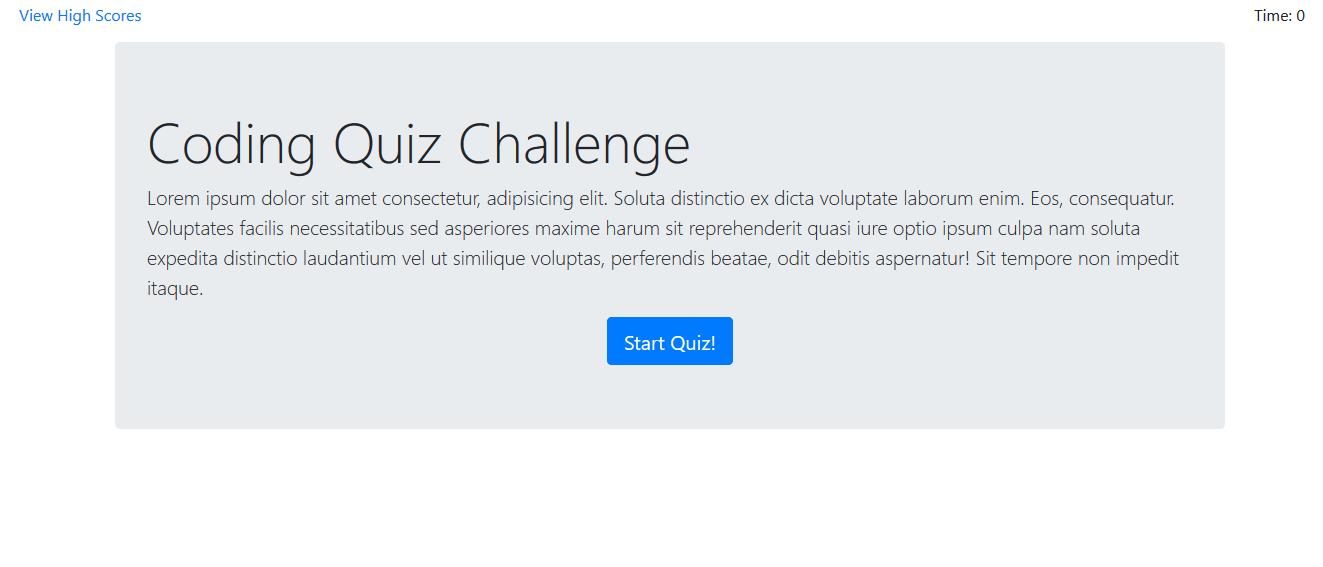 View High Scores
Time: 0
Coding Quiz Challenge
Lorem ipsum dolor sit amet consectetur, adipisicing elit. Soluta distinctio ex dicta voluptate laborum enim. Eos, consequatur.
Voluptates facilis necessitatibus sed asperiores maxime harum sit reprehenderit quasi iure optio ipsum culpa nam soluta
expedita distinctio laudantium vel ut similique voluptas, perferendis beatae, odit debitis aspernatur! Sit tempore non impedit
itaque.
Start Quiz!